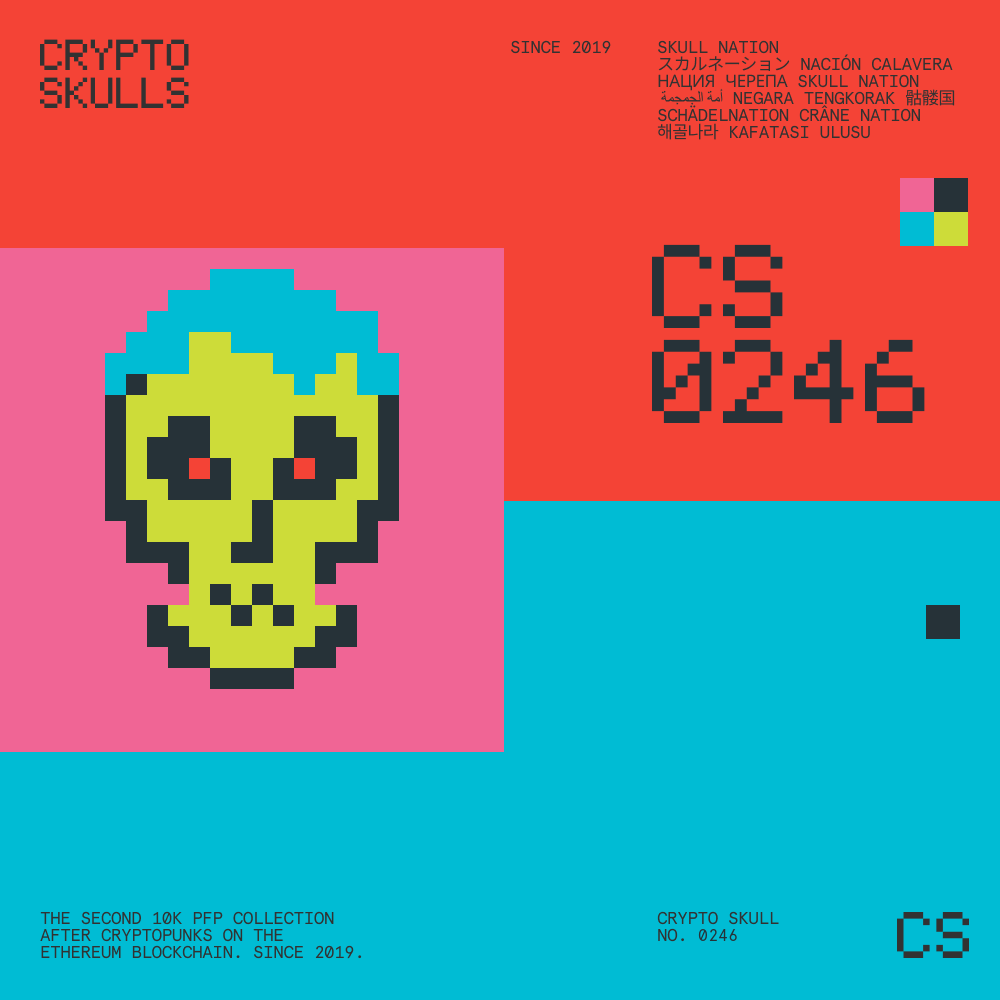 CRYPTO
SKULLS
SINCE 2019
SKULL NATION
スカルネーション NACIÓN CALAVERA
НАЦИЯ ЧЕРЕПА SKULL NATION
أمة الجمجمة NEGARA TENGKORAK 骷髅国
SCHÄDELNATION CRÂNE NATION
해골나라 KAFATASI ULUSU
CS
0246
THE SECOND 10K PFP COLLECTION
AFTER CRYPTOPUNKS ON THE
ETHEREUM BLOCKCHAIN. SINCE 2019.
CRYPTO SKULL
NO. 0246
CS